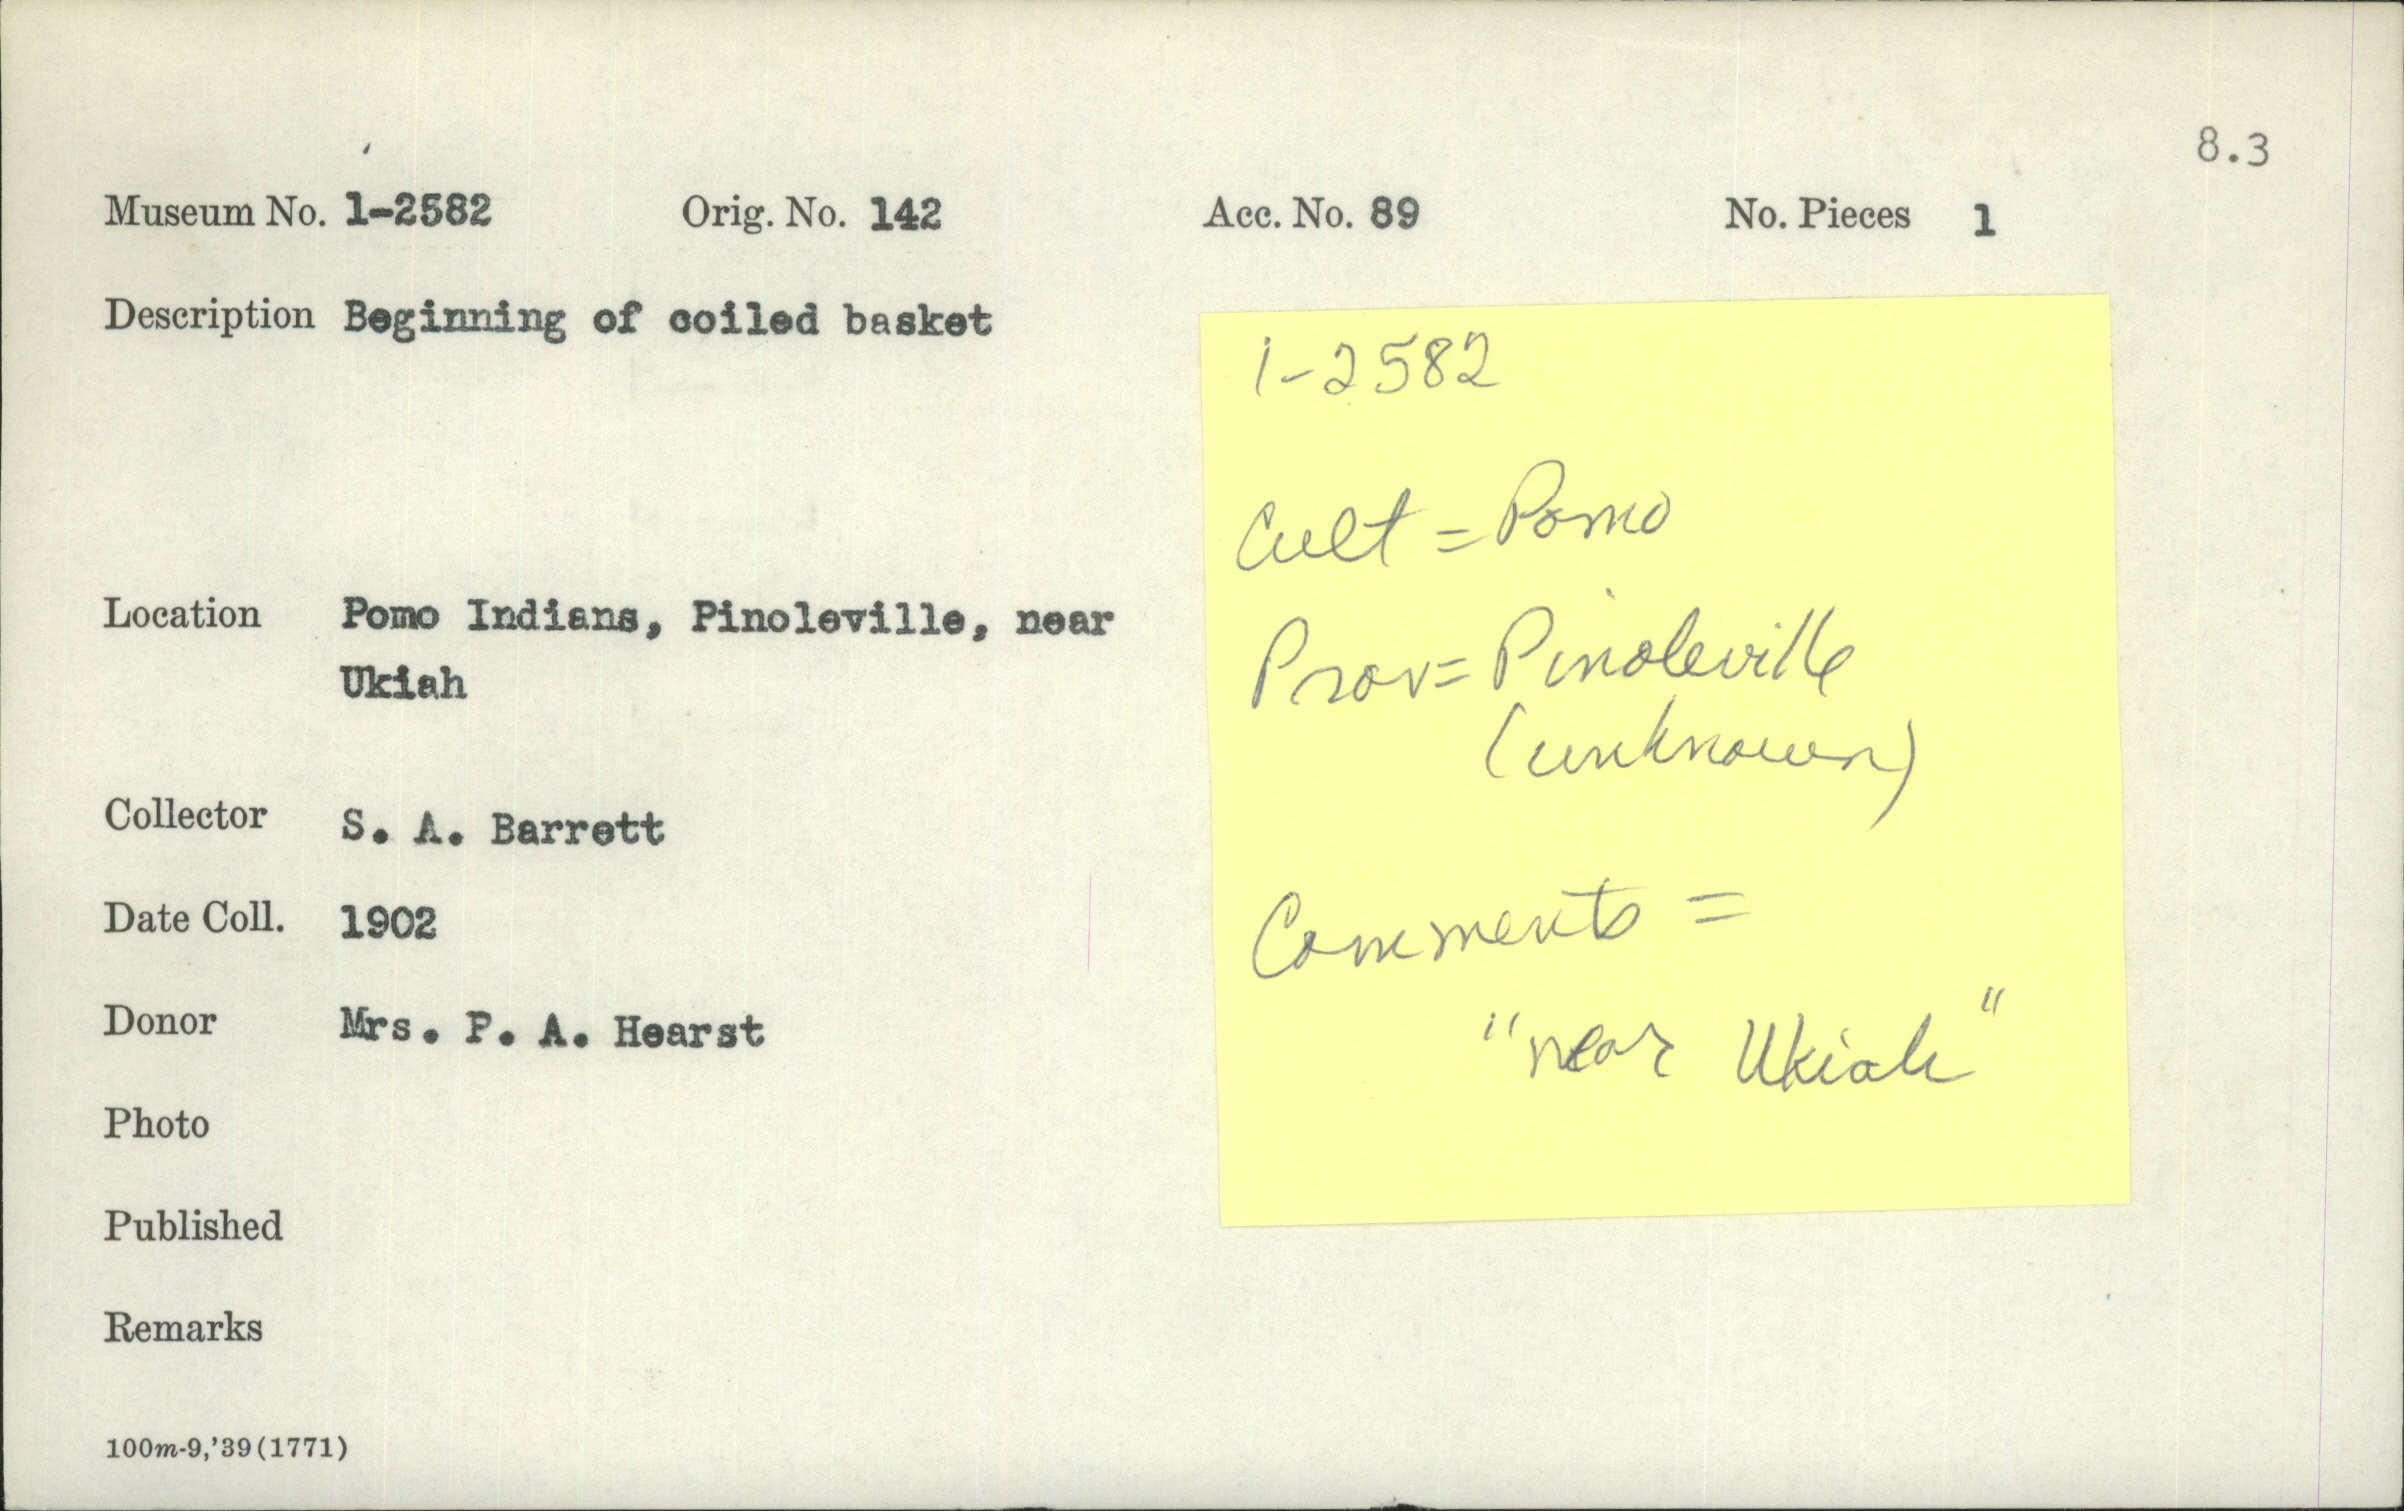 8.3
Museum No. 1-2582 Orig. No. 142 Acc. No. 89 No. Pieces 1
Description Beginning of coiled basket
Location Pomo Indians, Pinoleville, near
Ukiah
Collector S. A. Barrett
Date Coll. 1902
Donor Mrs. P. A. Hearst
Photo
Published
Remarks
100m-9,'39(1771)
1-2582
Cult = Pomo
Prov = Pinoleville
(unknown)
Comments =
"near Ukiah"